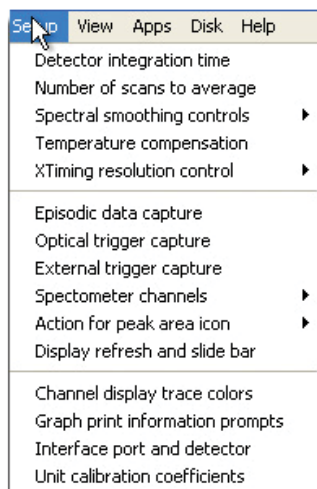 Setup View Apps Disk Help
Detector integration time
Number of scans to average
Spectral smoothing controls
Temperature compensation
XTiming resolution control
Episodic data capture
Optical trigger capture
External trigger capture
Spectometer channels
Action for peak area icon
Display refresh and slide bar
Channel display trace colors
Graph print information prompts
Interface port and detector
Unit calibration coefficients